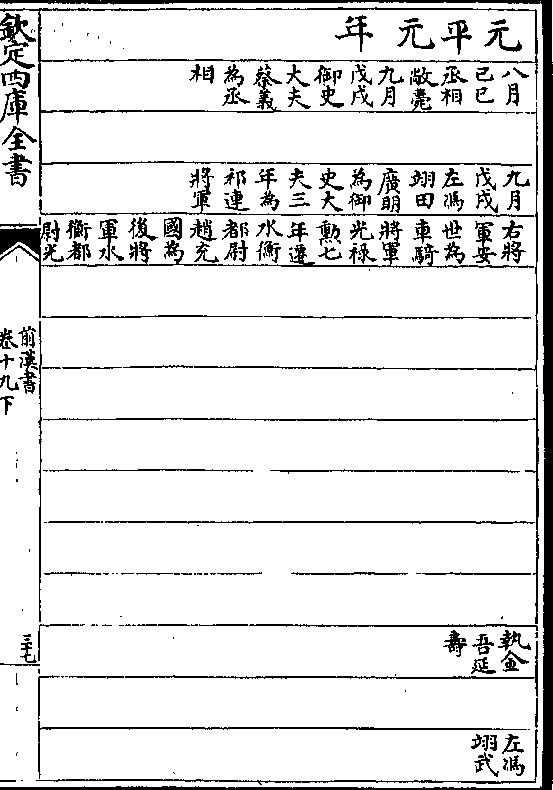 元平元年
八月
己巳
丞相
敞薨
九月
戊戌
御史
大夫
蔡義
為丞
相
九月
戊戌
左馮
翊田
廣明
為御
史大
夫三
年為
祁連
將軍
右將
軍安
世為
車騎
將軍
光祿
勲七
年遷
水衡
都尉
趙充
國為
後將
軍水
衡都
尉光
執金
吾延
壽
左馮
翊武
欽定四庫全書
前漢書
卷十九下
三七